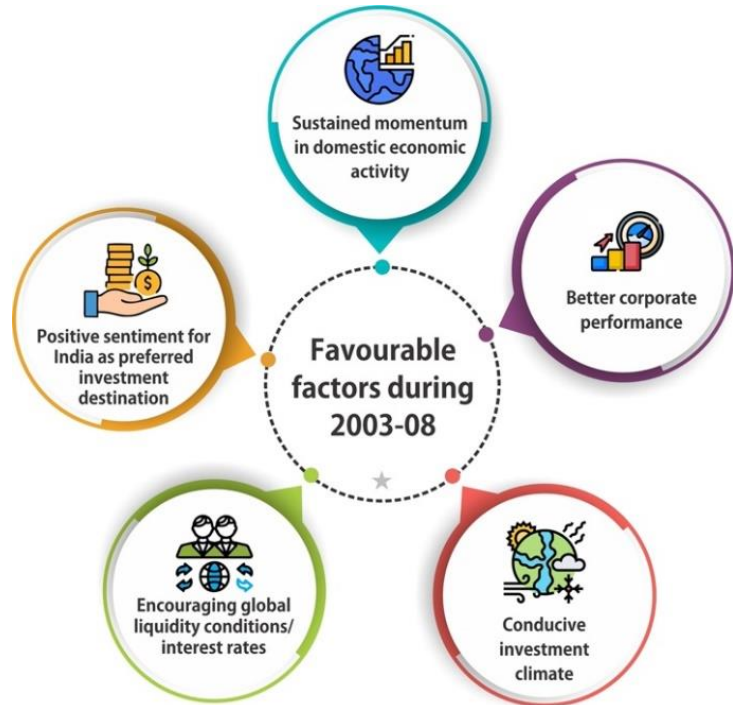 Sustained momentum
in domestic economic
activity
Better corporate
performance
Positive sentiment for
India as preferred
investment
destination
Favourable
factors during
2003-08
Encouraging global
liquidity conditions/
interest rates
Conducive
investment
climate